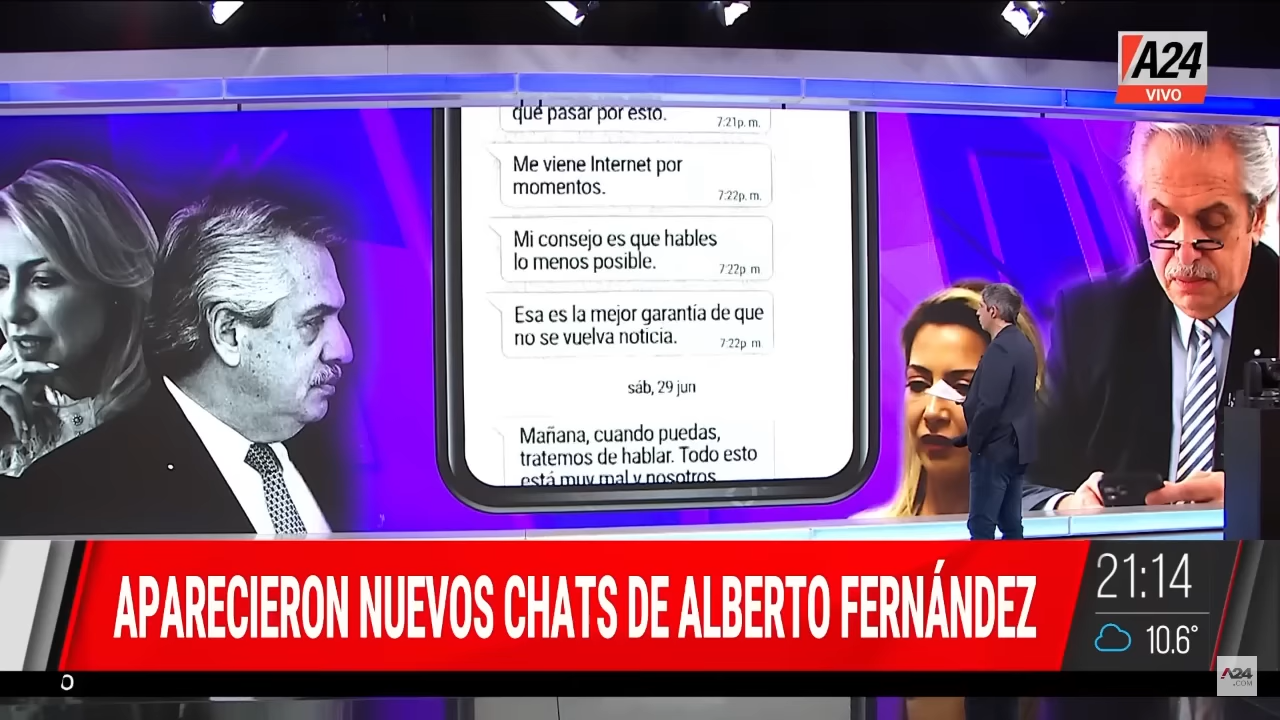 A24
VIVO
qué pasar por esto.
7:21p. m.
Me viene Internet por
momentos.
7:22p. m.
Mi consejo es que hables
lo menos posible.
7:22p m
Esa es la mejor garantía de que
no se vuelva noticia.
7:22p m
sáb, 29 jun
Mañana, cuando puedas,
tratemos de hablar. Todo esto
está muy mal y nosotros
APARECIERON NUEVOS CHATS DE ALBERTO FERNÁNDEZ
21:14
10.6°
A24
.COM